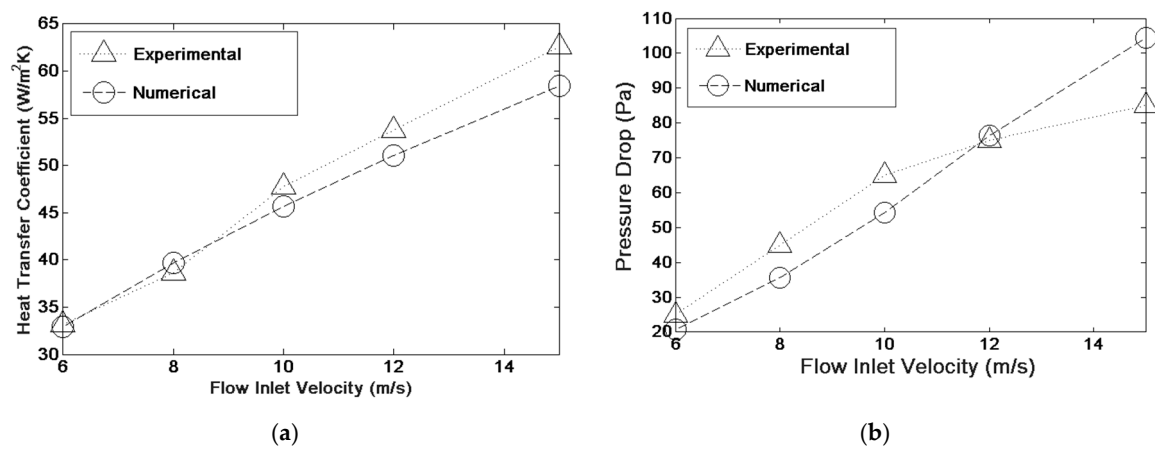 Heat Transfer Coefficient (W/m²K)
65
60
55
50
45
40
35
30
Experimental
Numerical
6 8 10 12 14
Flow Inlet Velocity (m/s)
(a)
Pressure Drop (Pa)
110
100
90
80
70
60
50
40
30
20
Experimental
Numerical
6 8 10 12 14
Flow Inlet Velocity (m/s)
(b)